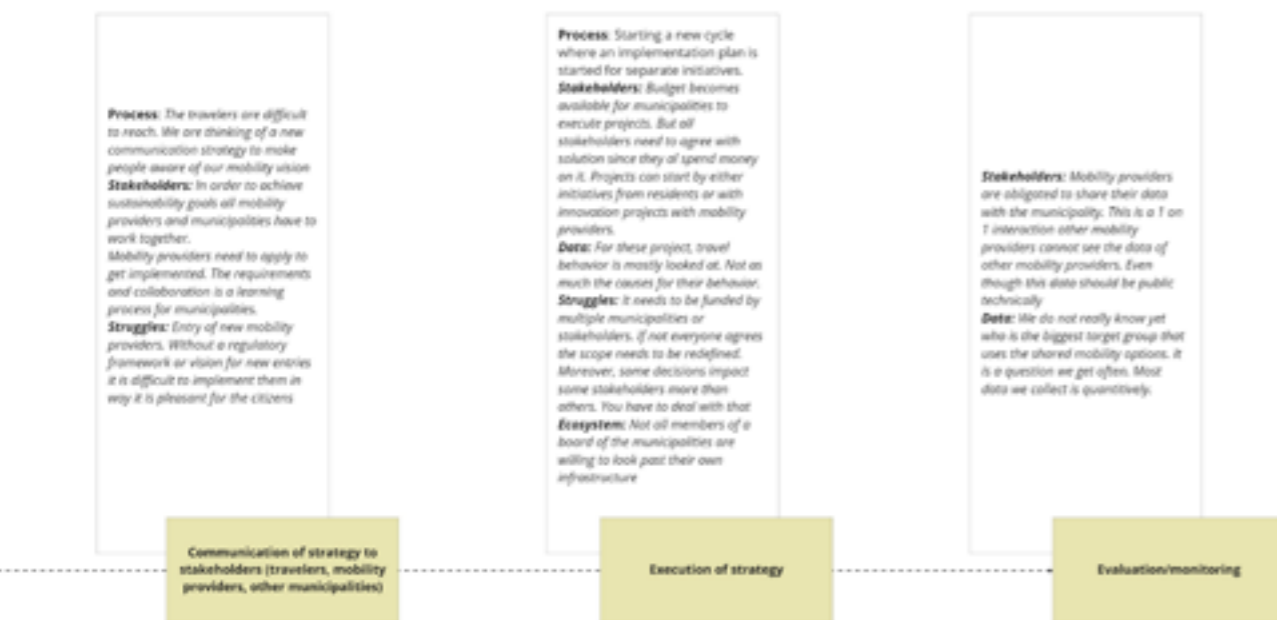 Process: The travelers are difficult
to reach. We are thinking of a new
communication strategy to make
people aware of our mobility vision
Stakeholders: In order to achieve
sustainability goals all mobility
providers and municipalities have to
work together.
Mobility providers need to apply to
get implemented. The requirements
and collaboration is a learning
process for municipalities.
Struggles: Entry of new mobility
providers. Without a regulatory
framework or vision for new entries
it is difficult to implement them in
way it is pleasant for the citizens
Communication of strategy to
stakeholders (travelers, mobility
providers, other municipalities)
Process: Starting a new cycle
where an implementation plan is
started for separate initiatives.
Stakeholders: Budget becomes
available for municipalities to
execute projects. But all
stakeholders need to agree with
solution since they al spend money
on it. Projects can start by either
initiatives from residents or with
innovation projects with mobility
providers.
Data: For these project, travel
behavior is mostly looked at. Not as
much the causes for their behavior.
Struggles: It needs to be funded by
multiple municipalities or
stakeholders. if not everyone agrees
the scope needs to be redefined.
Moreover, some decisions impact
some stakeholders more than
others. You have to deal with that
Ecosystem: Not all members of a
board of the municipalities are
willing to look past their own
infrastructure
Execution of strategy
Stakeholders: Mobility providers
are obligated to share their data
with the municipality. This is a 1 on
1 interaction other mobility
providers cannot see the data of
other mobility providers. Even
though this data should be public
technically
Data: We do not really know yet
who is the biggest target group that
uses the shared mobility options. It
is a question we get often. Most
data we collect is quantitively.
Evaluation/monitoring